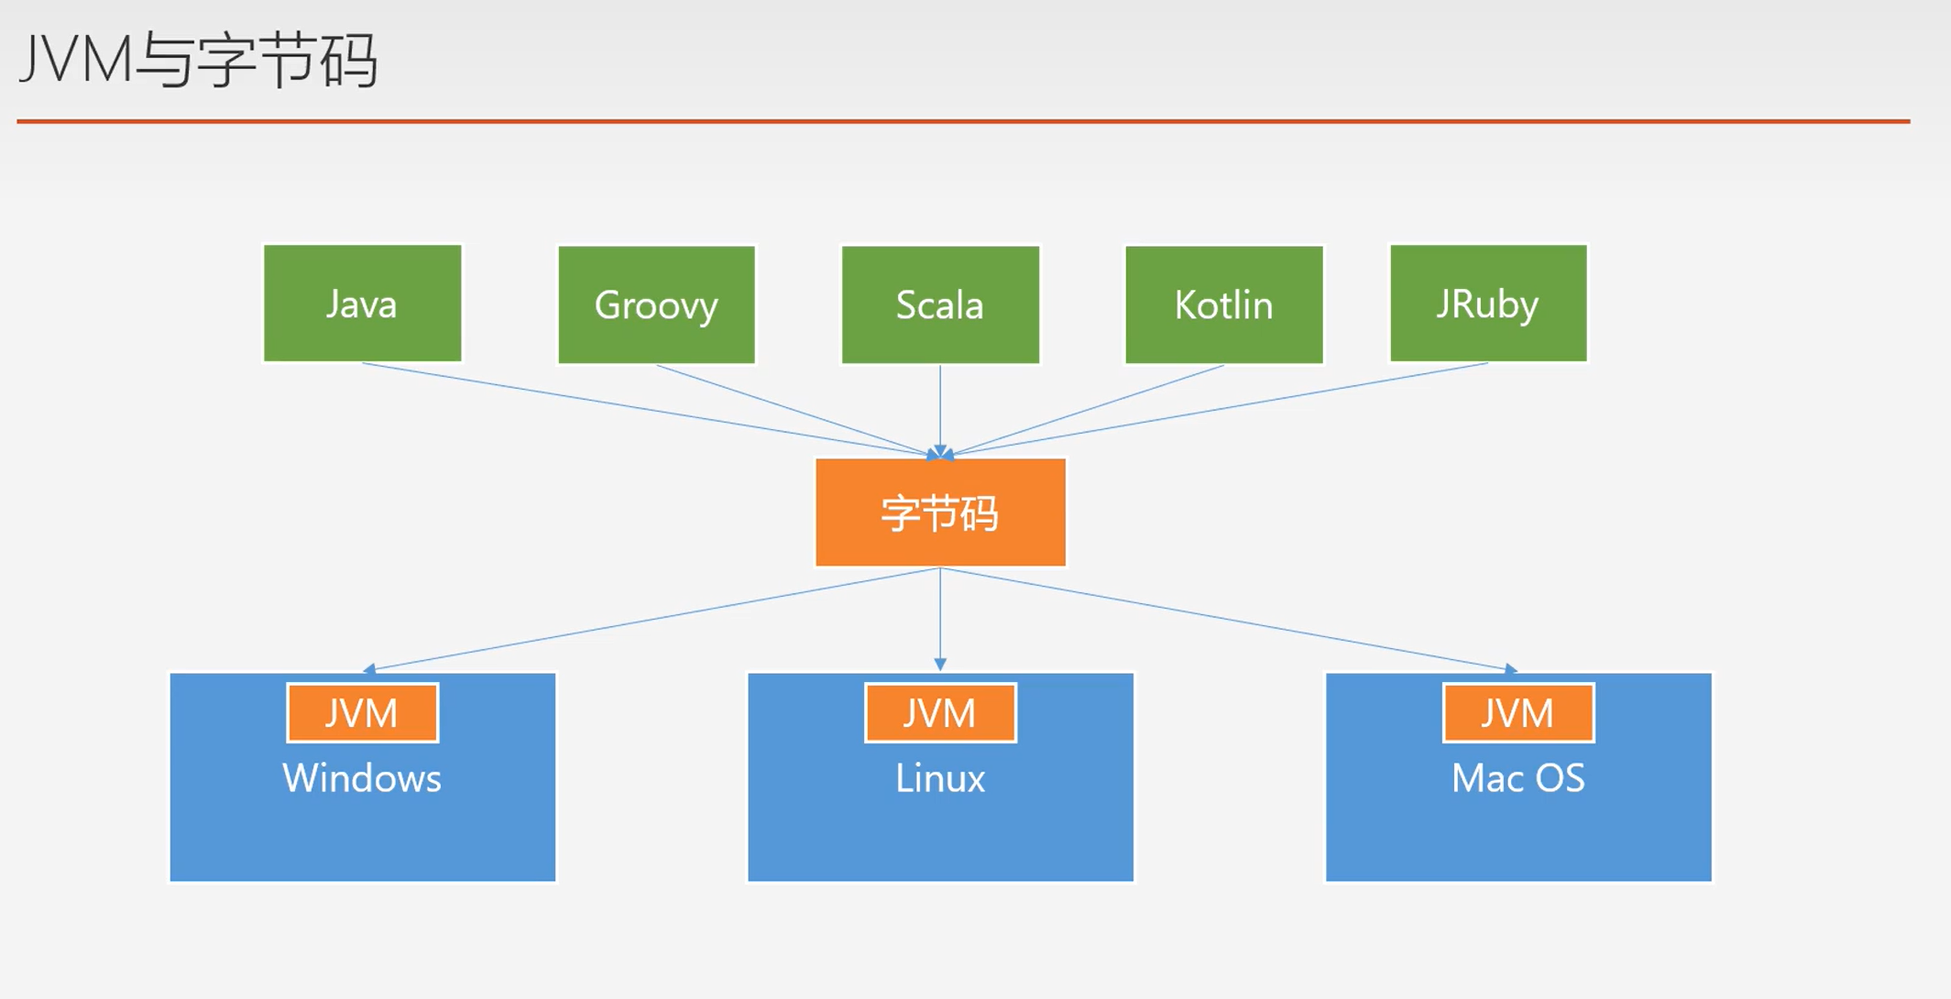 JVM与字节码
Java
Groovy
Scala
Kotlin
JRuby
字节码
JVM
Windows
JVM
Linux
JVM
Mac OS